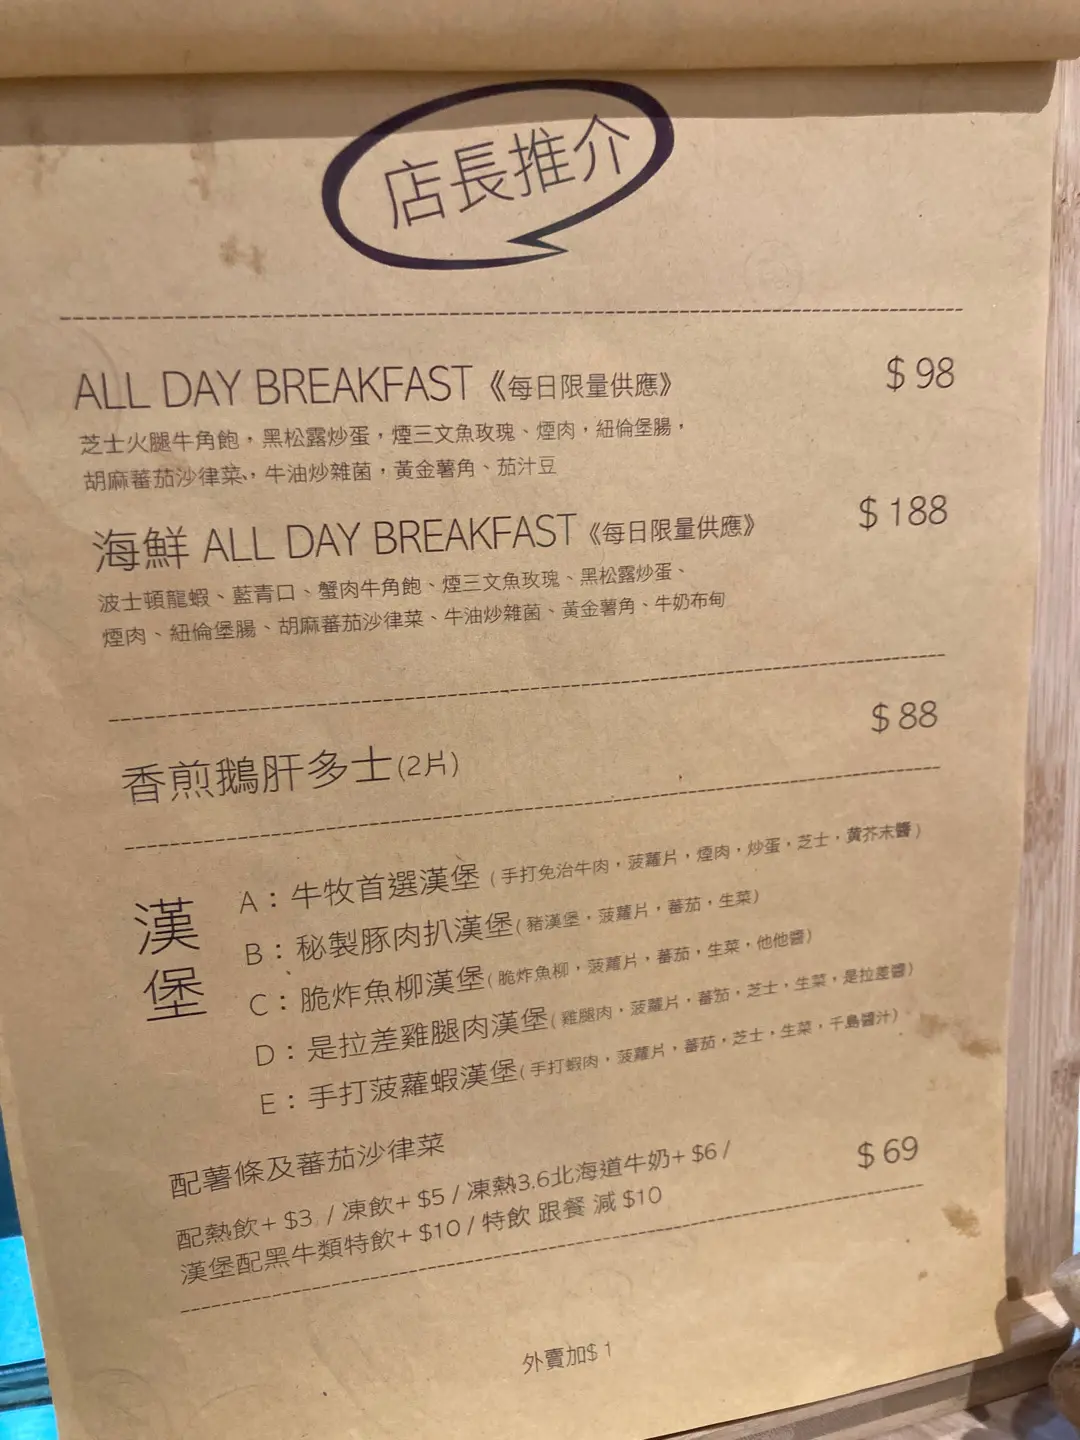 店長推介
ALL DAY BREAKFAST《每日限量供應》 $ 98
芝士火腿牛角飽，黑松露炒蛋，煙三文魚玫瑰、煙肉，紐倫堡腸，
胡麻蕃茄沙律菜、，牛油炒雜菌，黃金薯角、茄汁豆
海鮮 ALL DAY BREAKFAST《每日限量供應》 $ 188
波士頓龍蝦、藍青口、蟹肉牛角飽、煙三文魚玫瑰、黑松露炒蛋、
煙肉、紐倫堡腸、胡麻蕃茄沙律菜、牛油炒雜菌、黃金薯角、牛奶布甸
香煎鵝肝多士(2片) $ 88
漢堡
A：牛牧首選漢堡 (手打免治牛肉，菠蘿片，煙肉，炒蛋，芝士，黃芥末醬)
B：秘製豚肉扒漢堡(豬漢堡，菠蘿片，蕃茄，生菜)
C：脆炸魚柳漢堡(脆炸魚柳，菠蘿片，蕃茄，生菜，他他醬)
D：是拉差雞腿肉漢堡(雞腿肉，菠蘿片，蕃茄，芝士，生菜，是拉差醬)
E：手打菠蘿蝦漢堡(手打蝦肉，菠蘿片，蕃茄，芝士，生菜，千島醬汁)
配薯條及蕃茄沙律菜 $ 69
配熱飲+ $3 / 凍飲+ $5 / 凍熱3.6北海道牛奶+ $6 /
漢堡配黑牛類特飲+ $10 / 特飲 跟餐 減 $10
外賣加$ 1